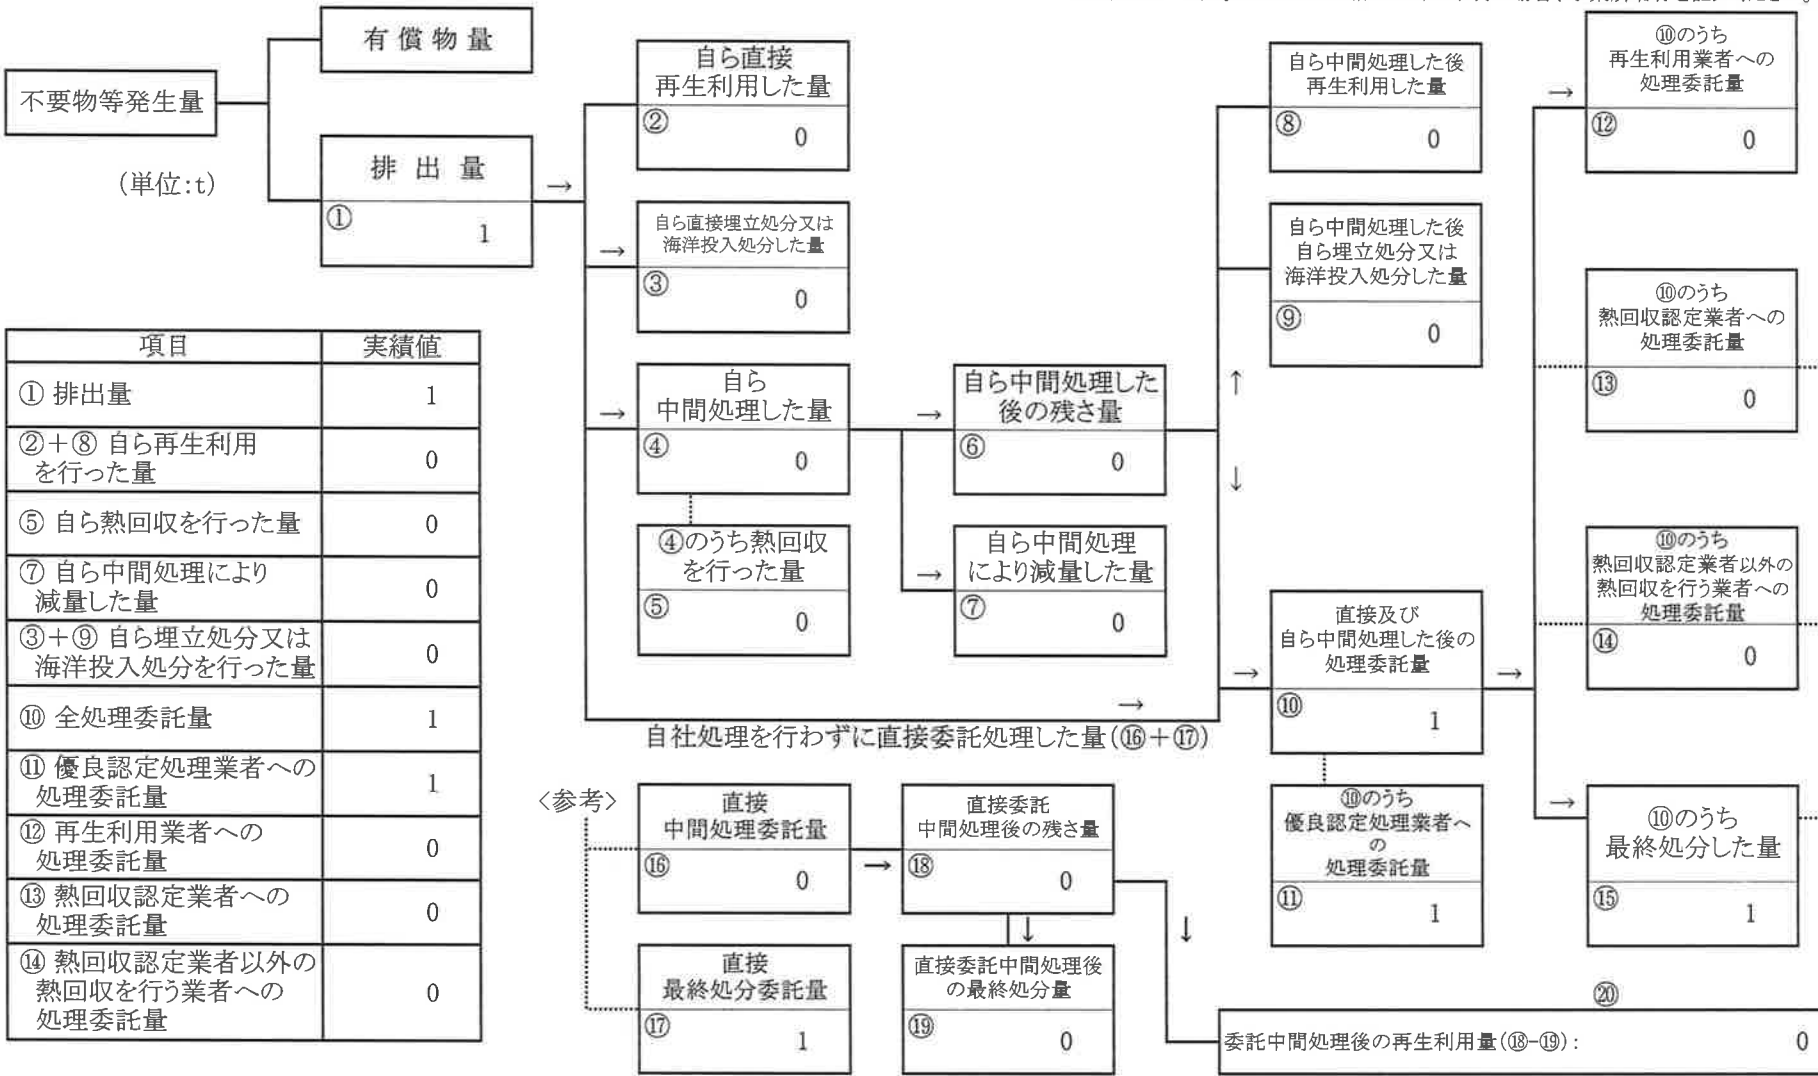 有償物量
不要物等発生量
(単位:t)
排出量
①
1
→
自ら直接
再生利用した量
②
0
→
自ら直接埋立処分又は
海洋投入処分した量
③
0
→
自ら
中間処理した量
④
0
④のうち熱回収
を行った量
⑤
0
→
自ら中間処理した
後の残さ量
⑥
0
→
自ら中間処理
により減量した量
⑦
0
→
自社処理を行わずに直接委託処理した量(⑯+⑰)
↑
↓
自ら中間処理した後
再生利用した量
⑧
0
自ら中間処理した後
自ら埋立処分又は
海洋投入処分した量
⑨
0
→
直接及び
自ら中間処理した後の
処理委託量
⑩
1
⑩のうち
優良認定処理業者へ
の
処理委託量
⑪
1
→
→
⑩のうち
再生利用業者への
処理委託量
⑫
0
⑩のうち
熱回収認定業者への
処理委託量
⑬
0
⑩のうち
熱回収認定業者以外の
熱回収を行う業者への
処理委託量
⑭
0
→
⑩のうち
最終処分した量
⑮
1
項目 実績値
① 排出量 1
②+⑧ 自ら再生利用
を行った量 0
⑤ 自ら熱回収を行った量 0
⑦ 自ら中間処理により
減量した量 0
③+⑨ 自ら埋立処分又は
海洋投入処分を行った量 0
⑩ 全処理委託量 1
⑪ 優良認定処理業者への
処理委託量 1
⑫ 再生利用業者への
処理委託量 0
⑬ 熱回収認定業者への
処理委託量 0
⑭ 熱回収認定業者以外の
熱回収を行う業者への
処理委託量 0
〈参考〉
直接
中間処理委託量
⑯
0
→
直接委託
中間処理後の残さ量
⑱
0
↓
↓
直接
最終処分委託量
⑰
1
直接委託中間処理後
の最終処分量
⑲
0
⑳
委託中間処理後の再生利用量(⑱-⑲): 0